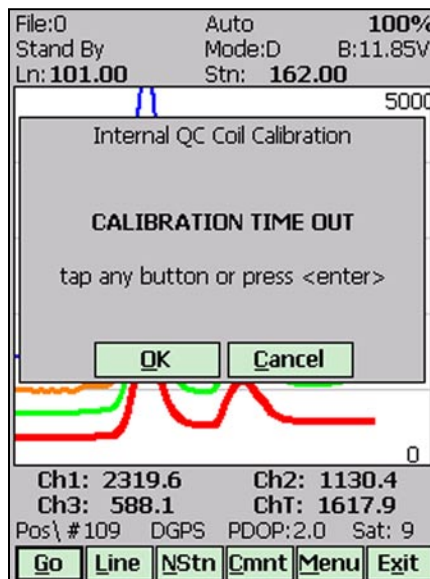 File:0 Auto 100%
Stand By Mode:D B:11.85V
Ln:101.00 Stn: 162.00
5000
Internal QC Coil Calibration
CALIBRATION TIME OUT
tap any button or press <enter>
OK Cancel
0
Ch1: 2319.6 Ch2: 1130.4
Ch3: 588.1 ChT: 1617.9
Pos\#109 DGPS PDOP:2.0 Sat: 9
Go Line NStn Cmnt Menu Exit